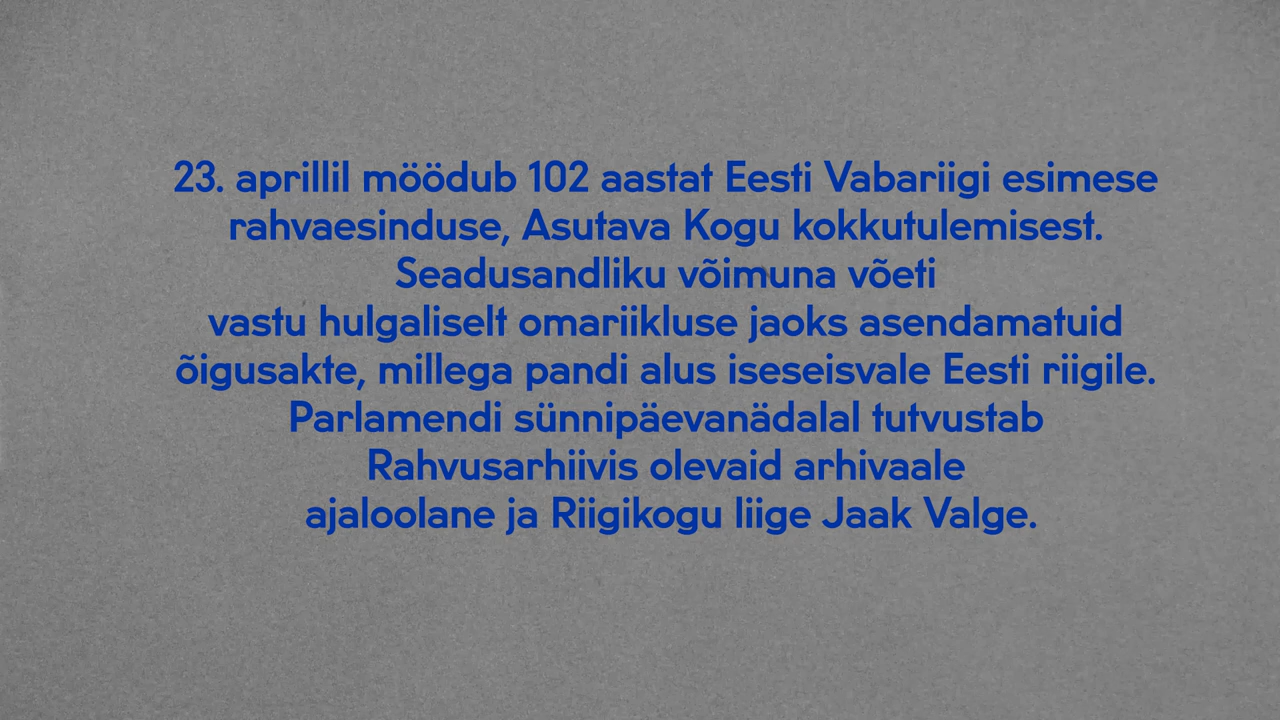 23. aprillil möödub 102 aastat Eesti Vabariigi esimese
rahvaesinduse, Asutava Kogu kokkutulemisest.
Seadusandliku võimuna võeti
vastu hulgaliselt omariikluse jaoks asendamatuid
õigusakte, millega pandi alus iseseisvale Eesti riigile.
Parlamendi sünnipäevanädalal tutvustab
Rahvusarhiivis olevaid arhivaale
ajaloolane ja Riigikogu liige Jaak Valge.